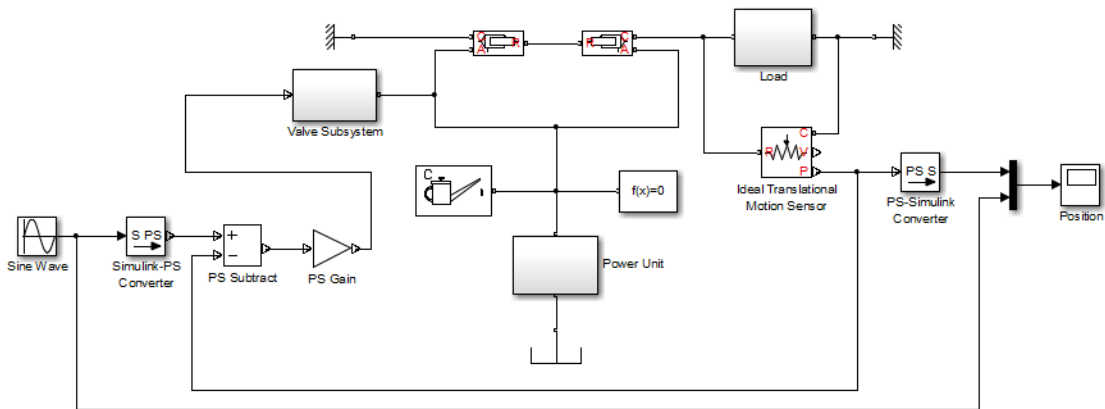 C
A
R
R
C
A
Load
Valve Subsystem
C
f(x)=0
R
C
V
P
Ideal Translational
Motion Sensor
PS S
PS-Simulink
Converter
Position
Sine Wave
S PS
Simulink-PS
Converter
+
−
PS Subtract
PS Gain
Power Unit